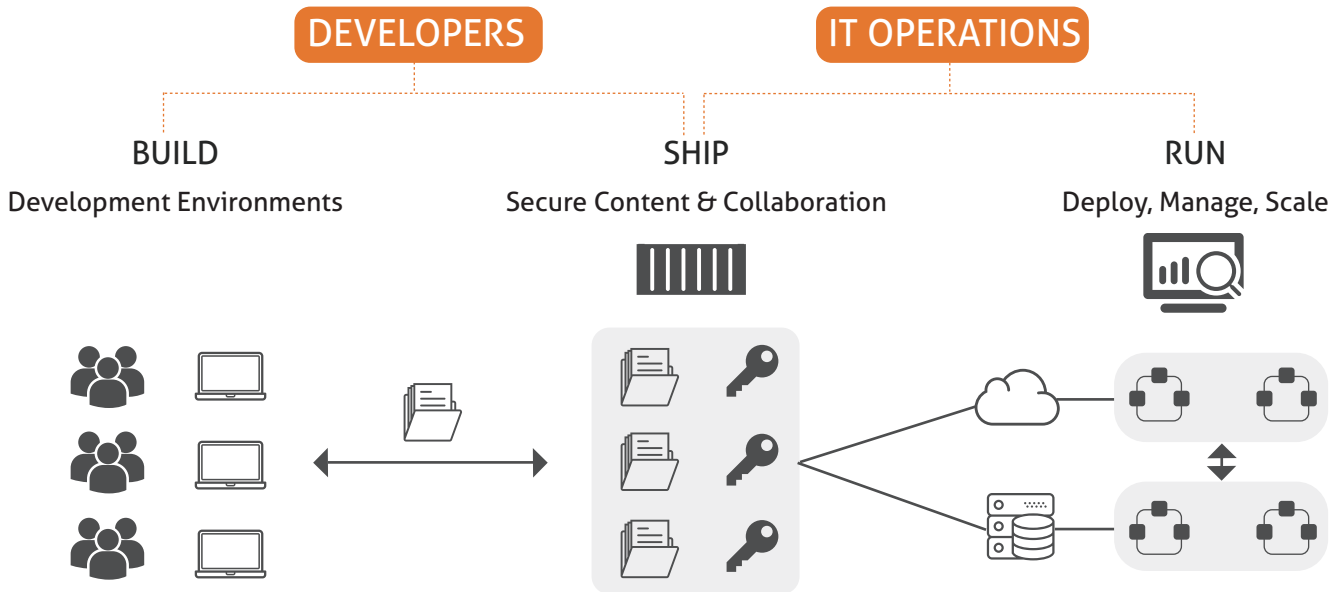 DEVELOPERS
IT OPERATIONS
BUILD
SHIP
RUN
Development Environments
Secure Content & Collaboration
Deploy, Manage, Scale